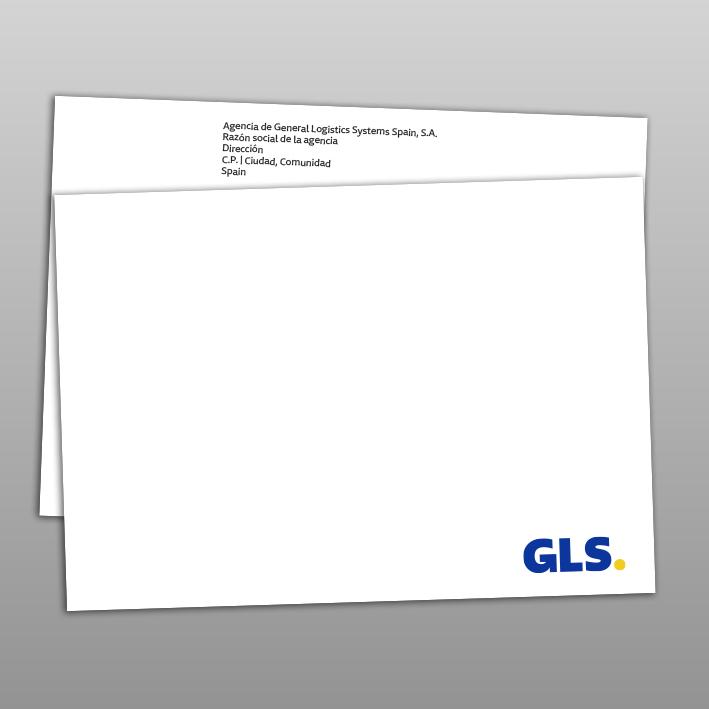 Agencia de General Logistics Systems Spain, S.A.
Razón social de la agencia
Dirección
C.P. | Ciudad, Comunidad
Spain
GLS.